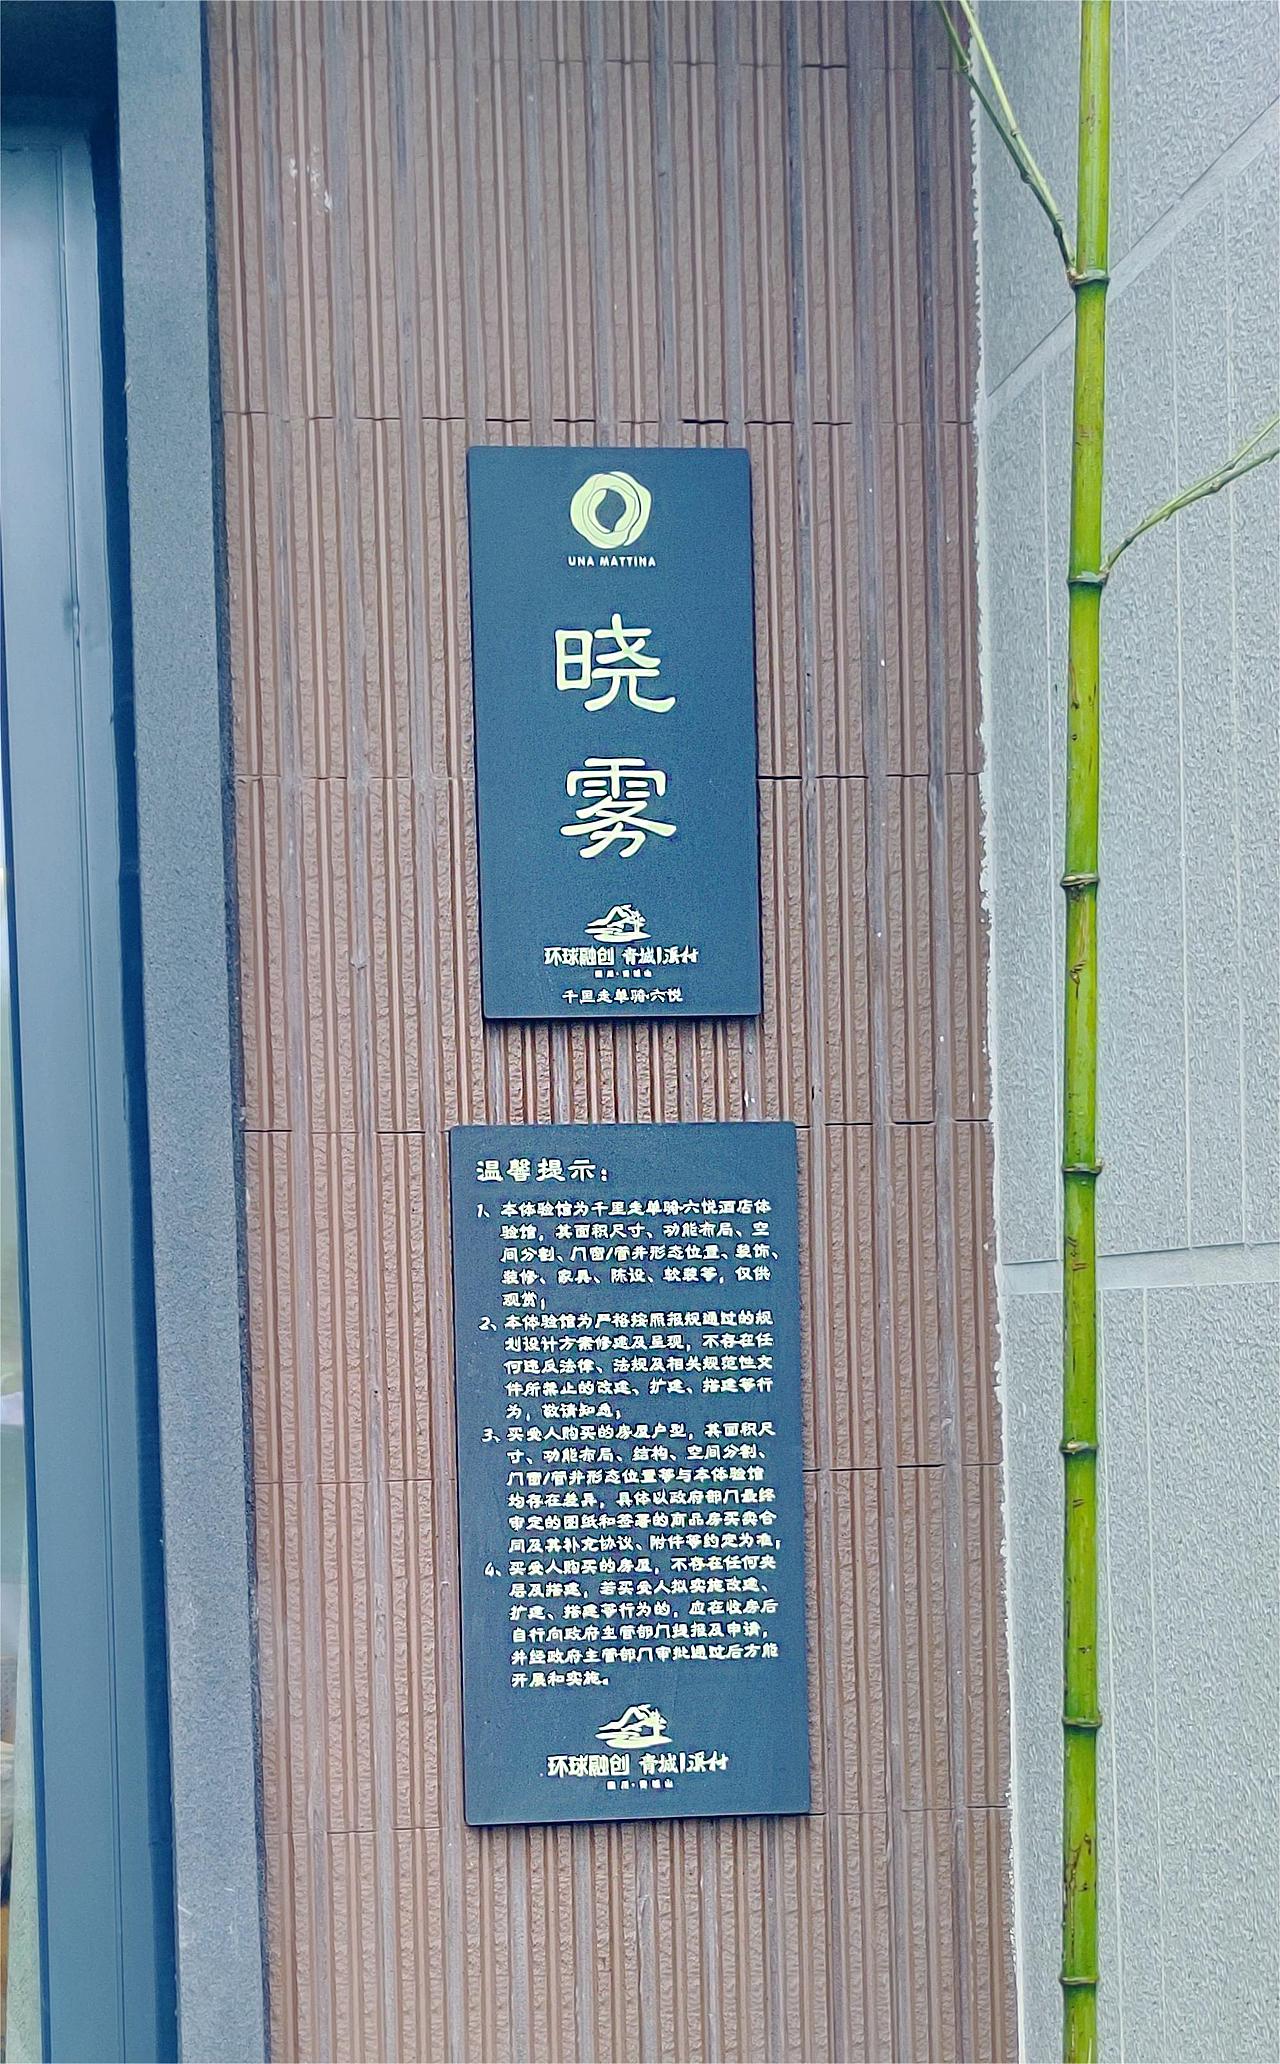 UNA MATTINA
晓
雾
环球融创 青城|溪村
千里走单骑·六悦
温馨提示：
1、本体验馆为千里走单骑·六悦酒店体
验馆，其面积尺寸、功能布局、空
间分割、门窗/管井形态位置、装饰、
装修、家具、陈设、软装等，仅供
观赏；
2、本体验馆为严格按照报规通过的规
划设计方案修建及呈现，不存在任
何违反法律、法规及相关规范性文
件所禁止的改建、扩建、搭建等行
为，敬请知悉；
3、买受人购买的房屋户型，其面积尺
寸、功能布局、结构、空间分割、
门窗/管井形态位置等与本体验馆
均存在差异，具体以政府部门最终
审定的图纸和签署的商品房买卖合
同及其补充协议、附件等约定为准；
4、买受人购买的房屋，不存在任何夹
层及搭建，若买受人拟实施改建、
扩建、搭建等行为的，应在收房后
自行向政府主管部门提报及申请，
并经政府主管部门审批通过后方能
开展和实施。
环球融创 青城|溪村